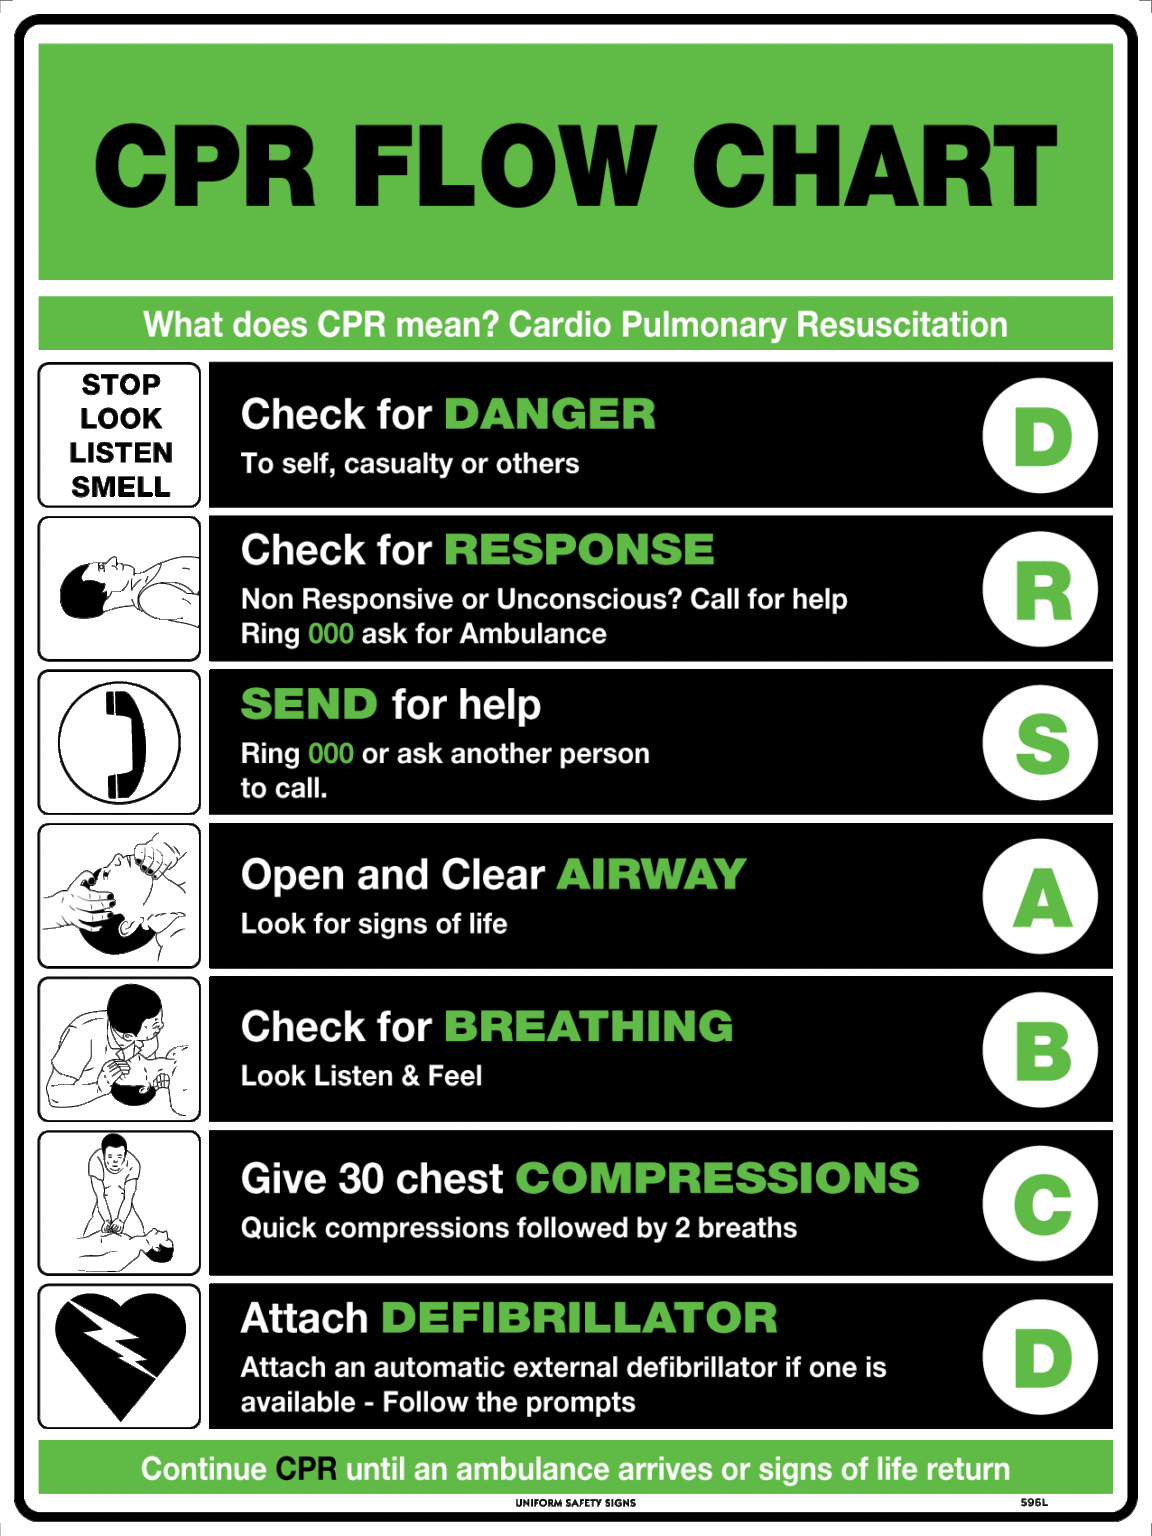 CPR FLOW CHART
What does CPR mean? Cardio Pulmonary Resuscitation
STOP
LOOK
LISTEN
SMELL
Check for DANGER
To self, casualty or others
D
Check for RESPONSE
Non Responsive or Unconscious? Call for help
Ring 000 ask for Ambulance
R
SEND for help
Ring 000 or ask another person
to call.
S
Open and Clear AIRWAY
Look for signs of life
A
Check for BREATHING
Look Listen & Feel
B
Give 30 chest COMPRESSIONS
Quick compressions followed by 2 breaths
C
Attach DEFIBRILLATOR
Attach an automatic external defibrillator if one is
available - Follow the prompts
D
Continue CPR until an ambulance arrives or signs of life return
UNIFORM SAFETY SIGNS
596L